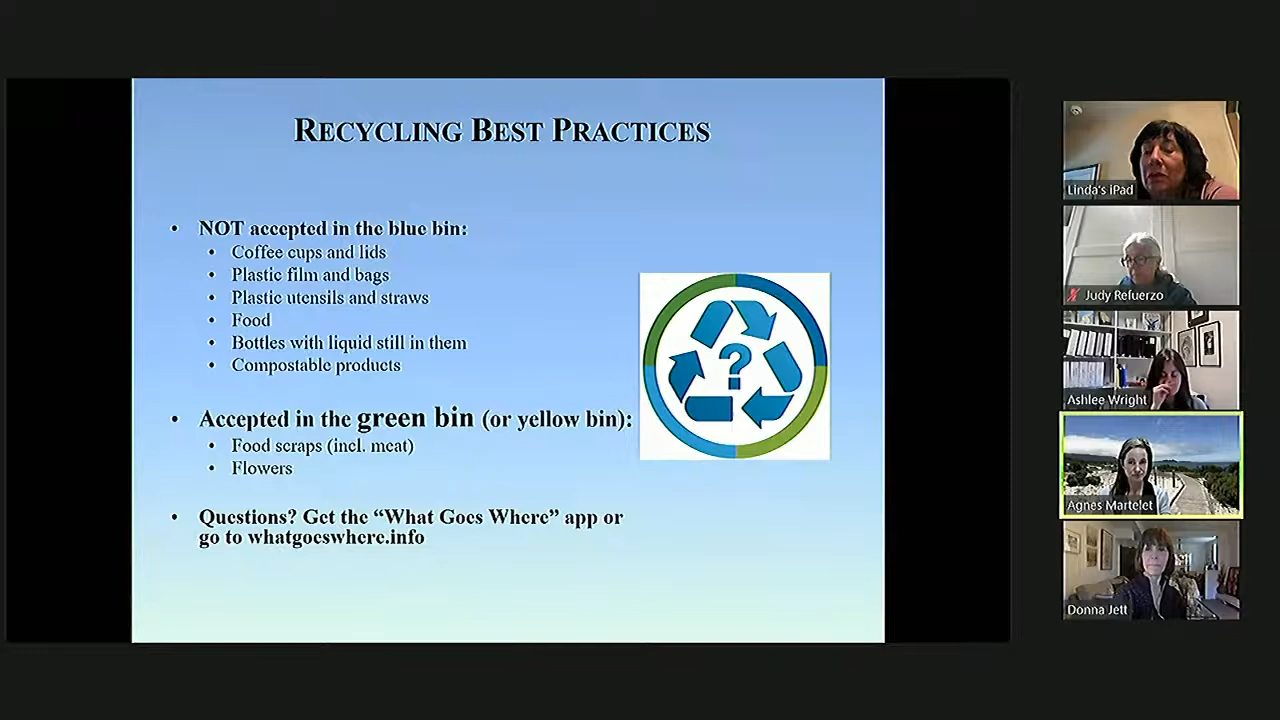 RECYCLING BEST PRACTICES
• NOT accepted in the blue bin:
• Coffee cups and lids
• Plastic film and bags
• Plastic utensils and straws
• Food
• Bottles with liquid still in them
• Compostable products
• Accepted in the green bin (or yellow bin):
• Food scraps (incl. meat)
• Flowers
• Questions? Get the “What Goes Where” app or
go to whatgoeswhere.info
?
Linda's iPad
Judy Refuerzo
Ashlee Wright
Agnes Martelet
Donna Jett